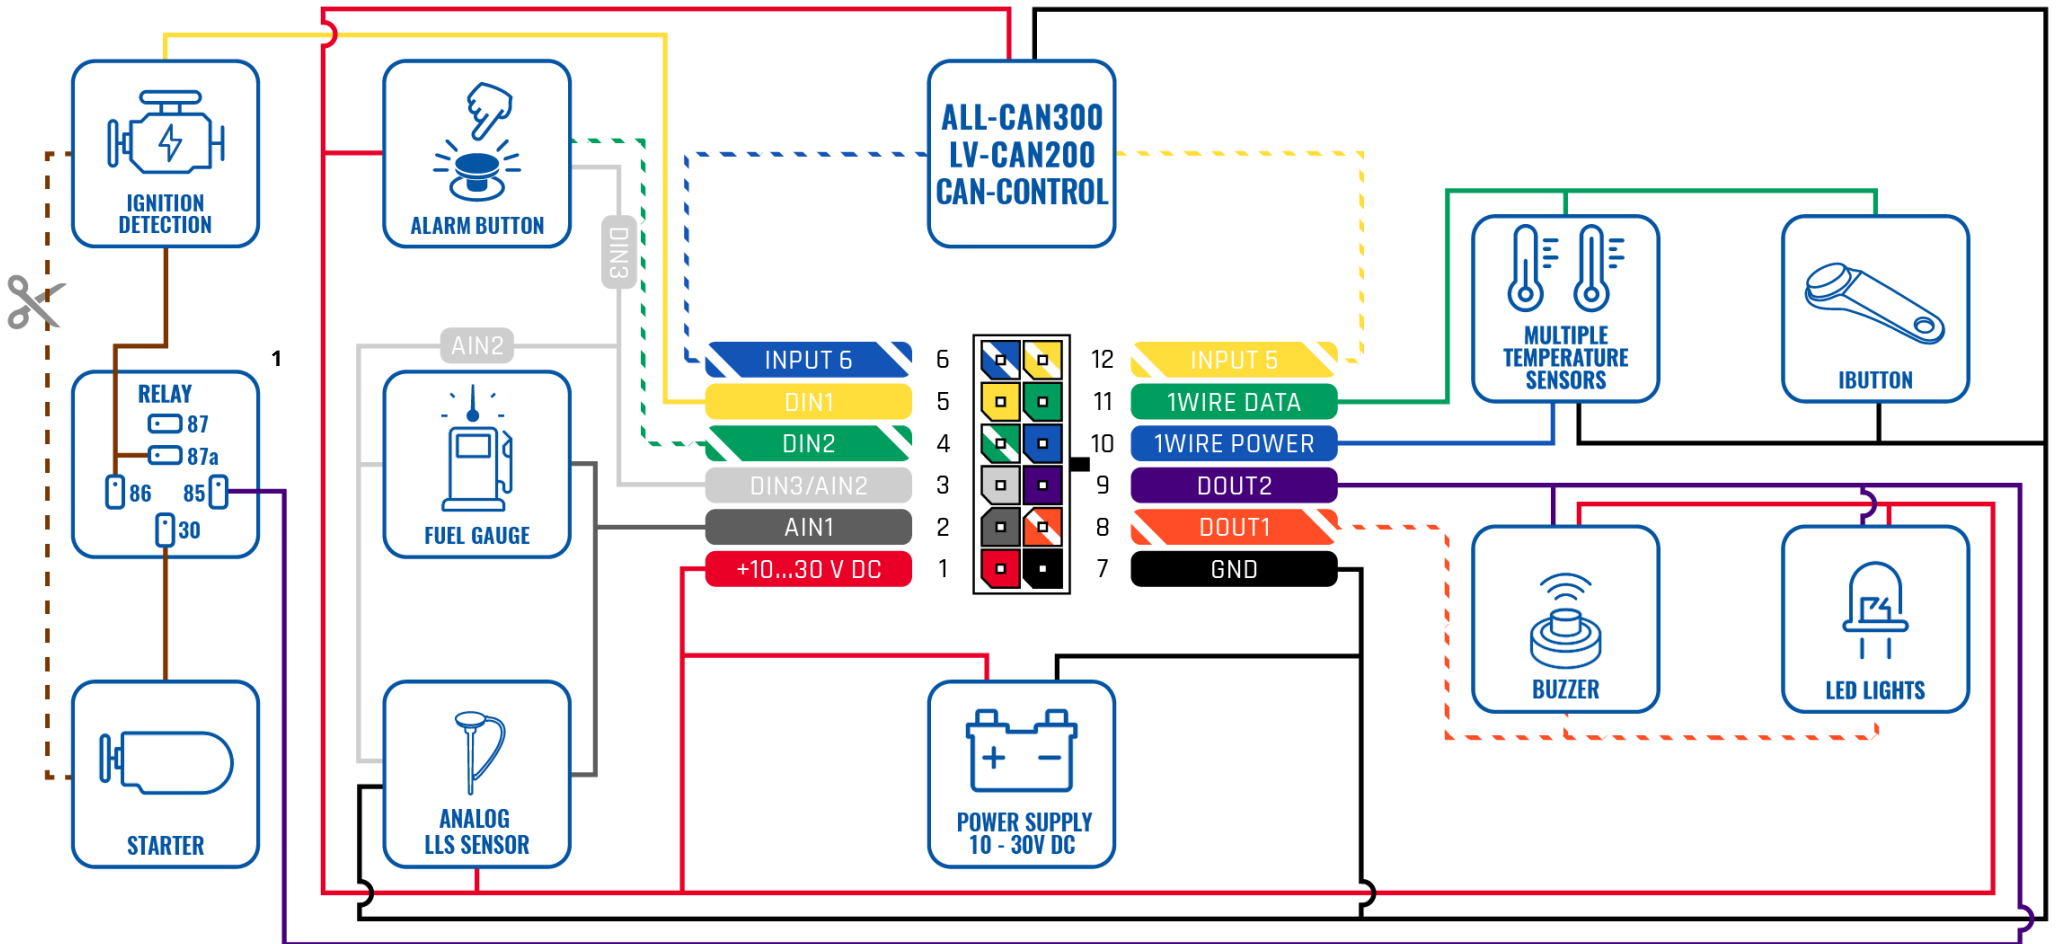 ALL-CAN300
LV-CAN200
CAN-CONTROL
IGNITION
DETECTION
ALARM BUTTON
DIN3
AIN2
1
RELAY
87
87a
86
85
30
FUEL GAUGE
STARTER
ANALOG
LLS SENSOR
INPUT 6
6
12
INPUT 5
DIN1
5
11
1WIRE DATA
DIN2
4
10
1WIRE POWER
DIN3/AIN2
3
9
DOUT2
AIN1
2
8
DOUT1
+10...30 V DC
1
7
GND
POWER SUPPLY
10 - 30V DC
MULTIPLE
TEMPERATURE
SENSORS
IBUTTON
BUZZER
LED LIGHTS